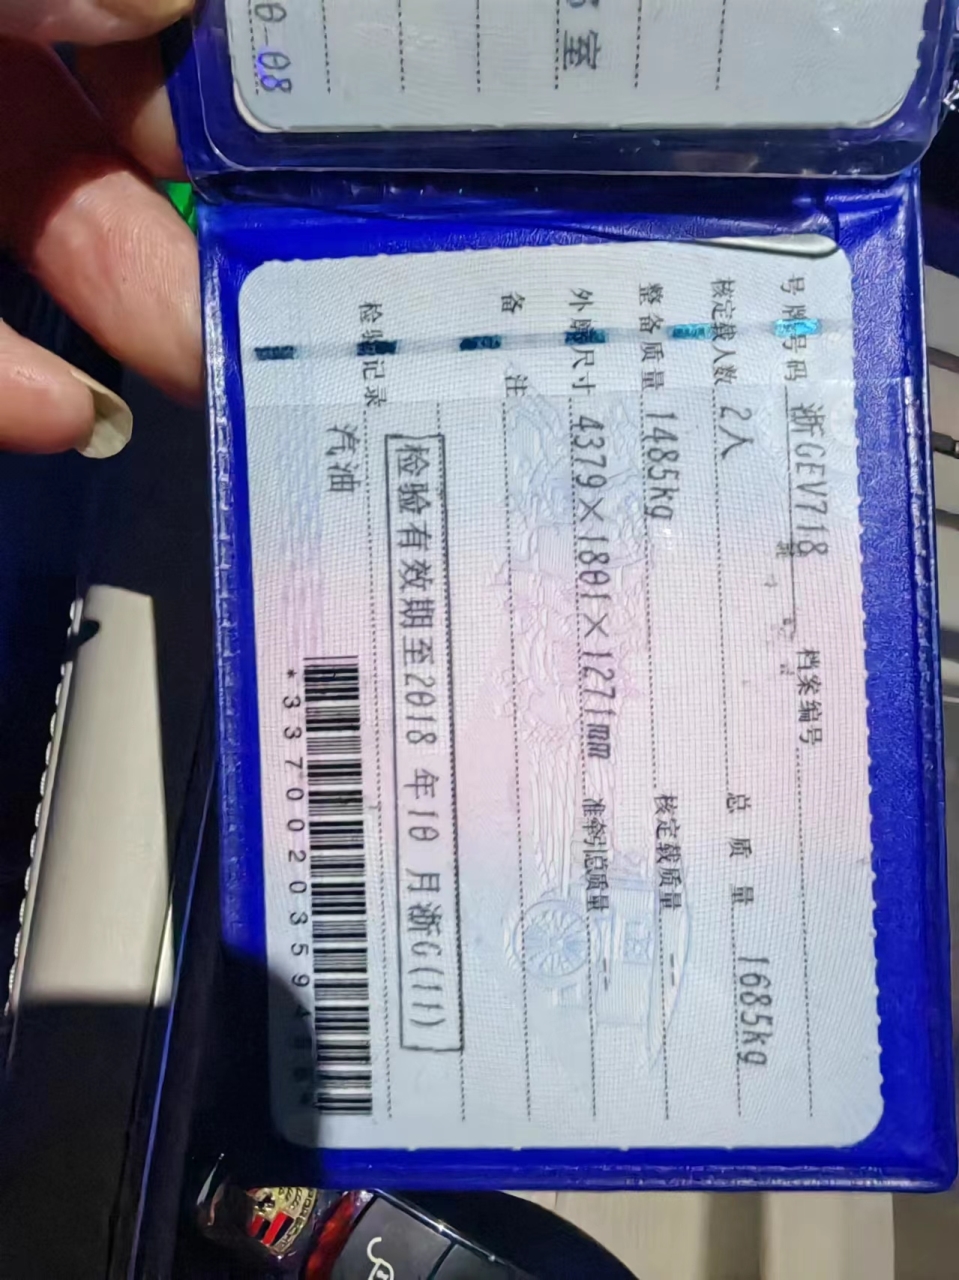 室
08
号牌号码 浙GEV718 档案编号
核定载人数 2人 总质量 1685kg
整备质量 1485kg 核定载质量 --
外廓尺寸 4379×1801×1271mm 准牵引总质量 --
备注
检验有效期至2018年10月浙G(11)
检验记录
汽油
*33700203594